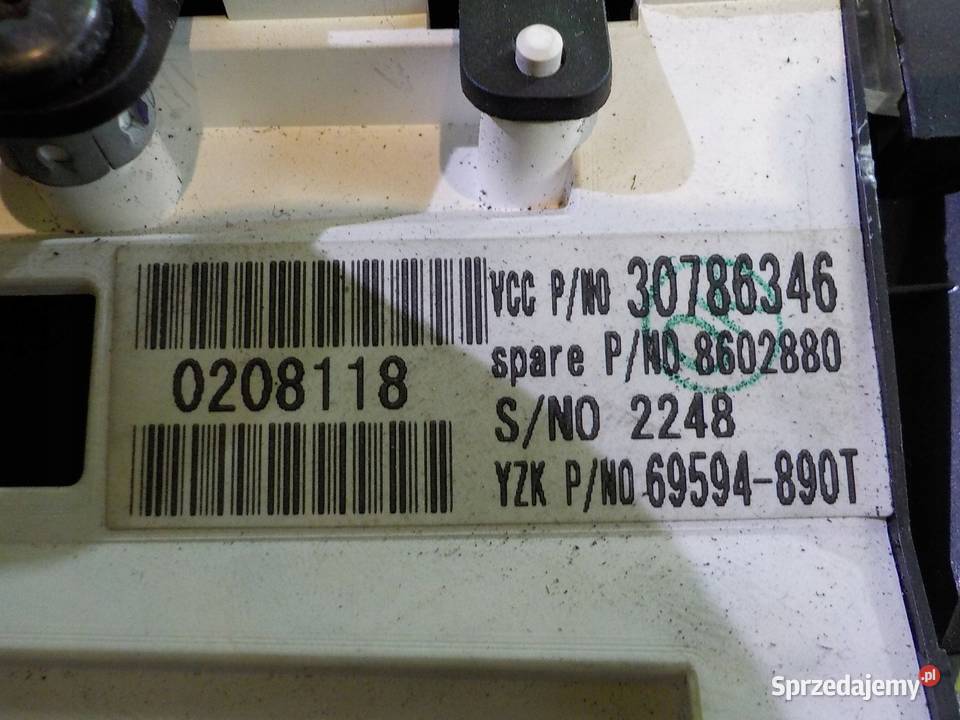 VCC P/NO 30786346
spare P/NO 8602880
0208118
S/NO 2248
YZK P/NO 69594-890T
Sprzedajemy.pl